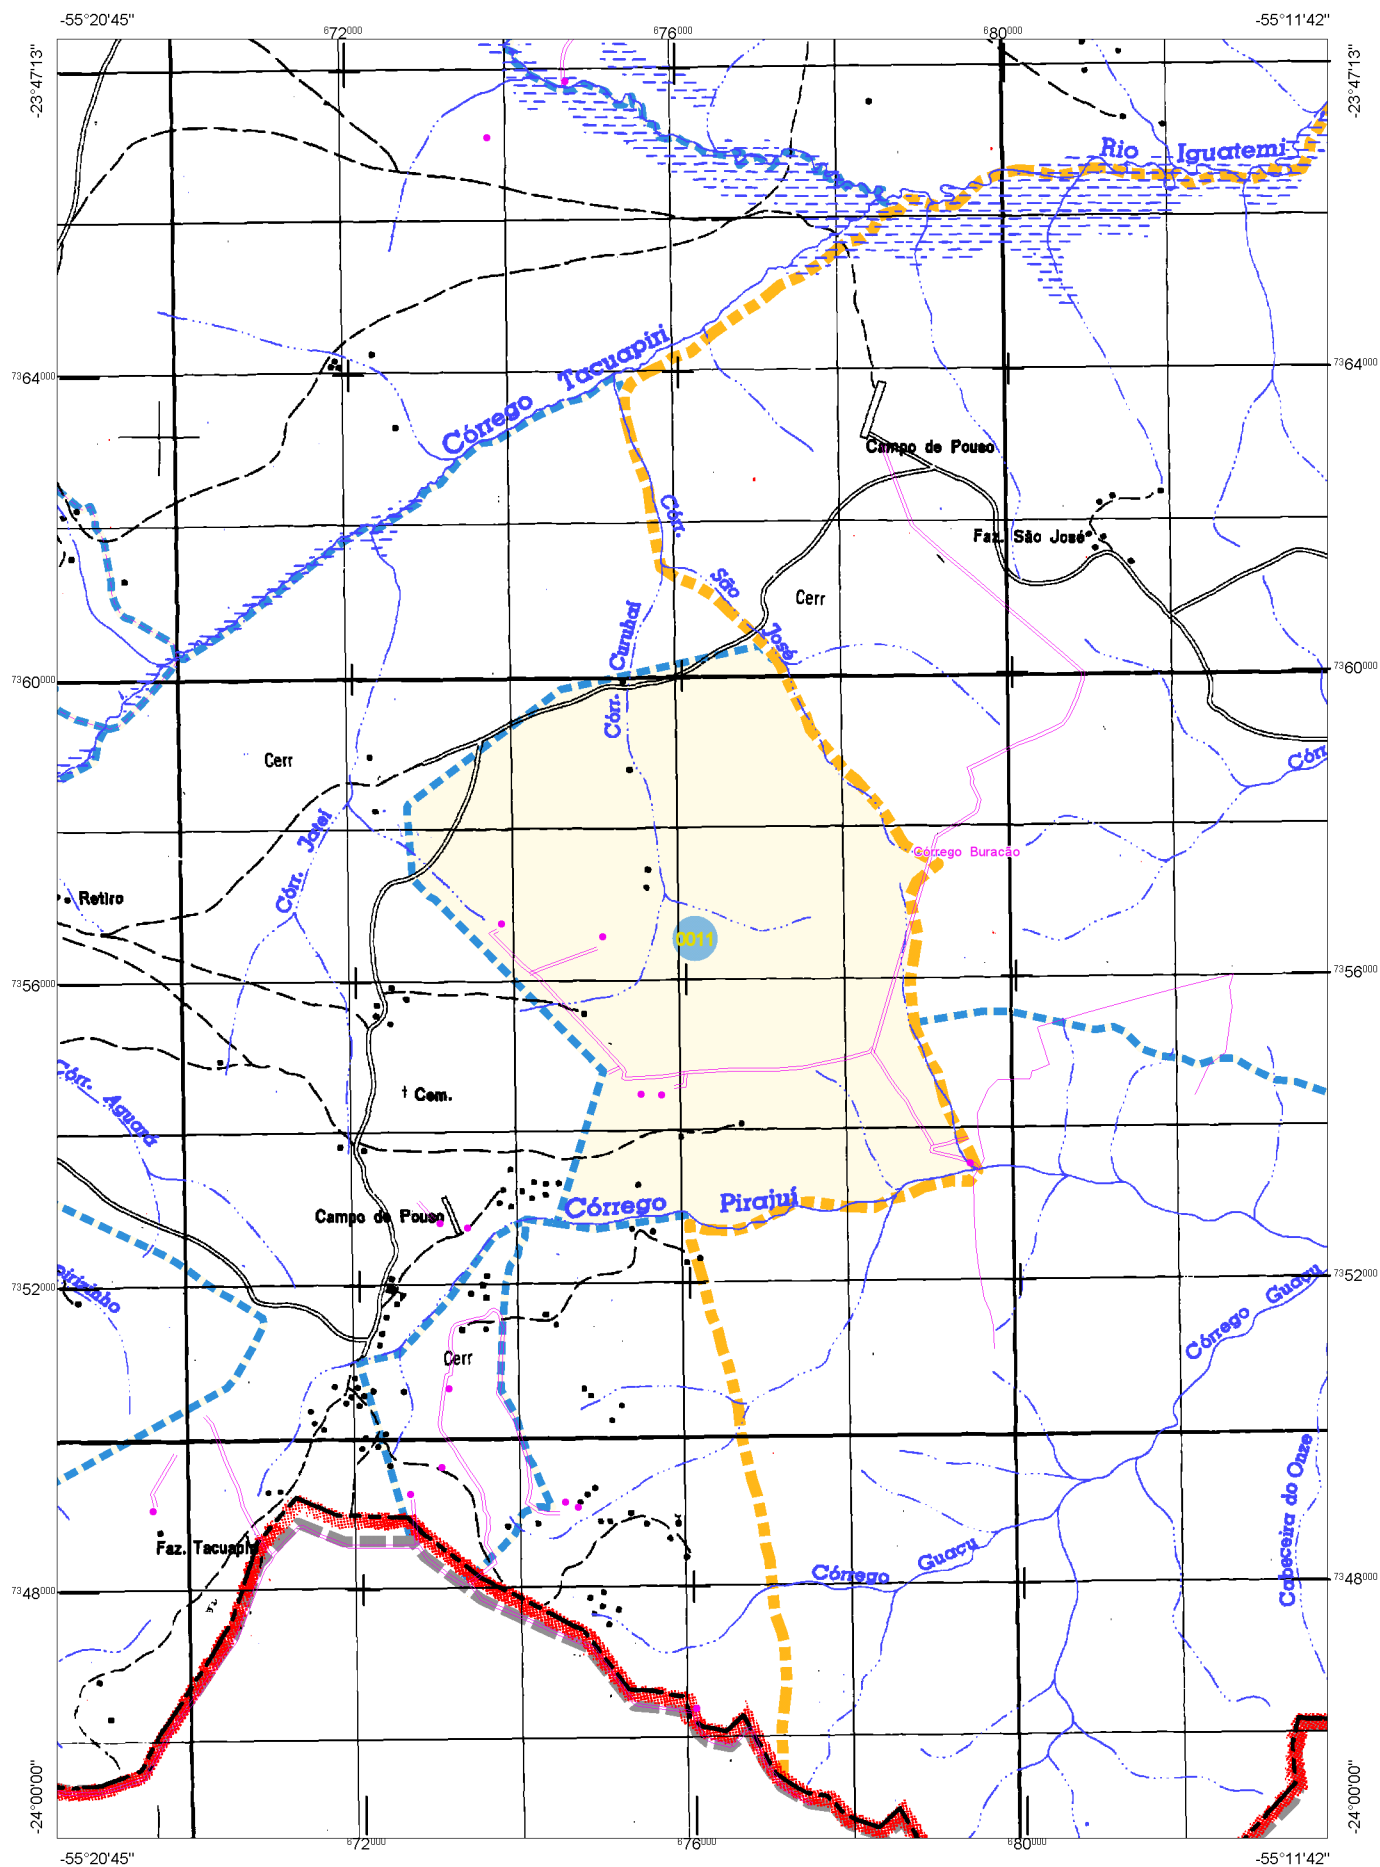 -55°20'45"
-55°11'42"
672000
676000
680000
-23°47'13"
-23°47'13"
Rio Iguatemi
Córrego Tacuapiri
7364000
7364000
Campo de Pouso
Córr. São José
Faz. São José
Cerr
Córr. Curuhaí
7360000
7360000
Cerr
Córr
Córr. Jateí
Córrego Buracão
Retiro
0011
7356000
7356000
Córr. Aguará
Cem.
Córrego Pirajuí
Campo de Pouso
7352000
7352000
Córrego Guaçu
Cerr
Cabeceira do Onze
Faz. Tacuapiri
Córrego Guaçu
7348000
7348000
-24°00'00"
-24°00'00"
672000
676000
680000
-55°20'45"
-55°11'42"